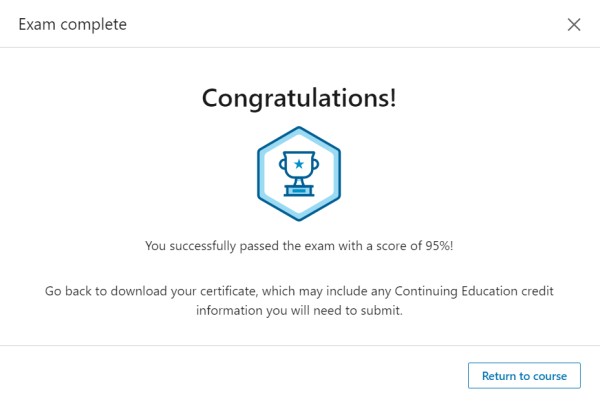 Exam complete
Congratulations!
You successfully passed the exam with a score of 95%!
Go back to download your certificate, which may include any Continuing Education credit
information you will need to submit.
Return to course